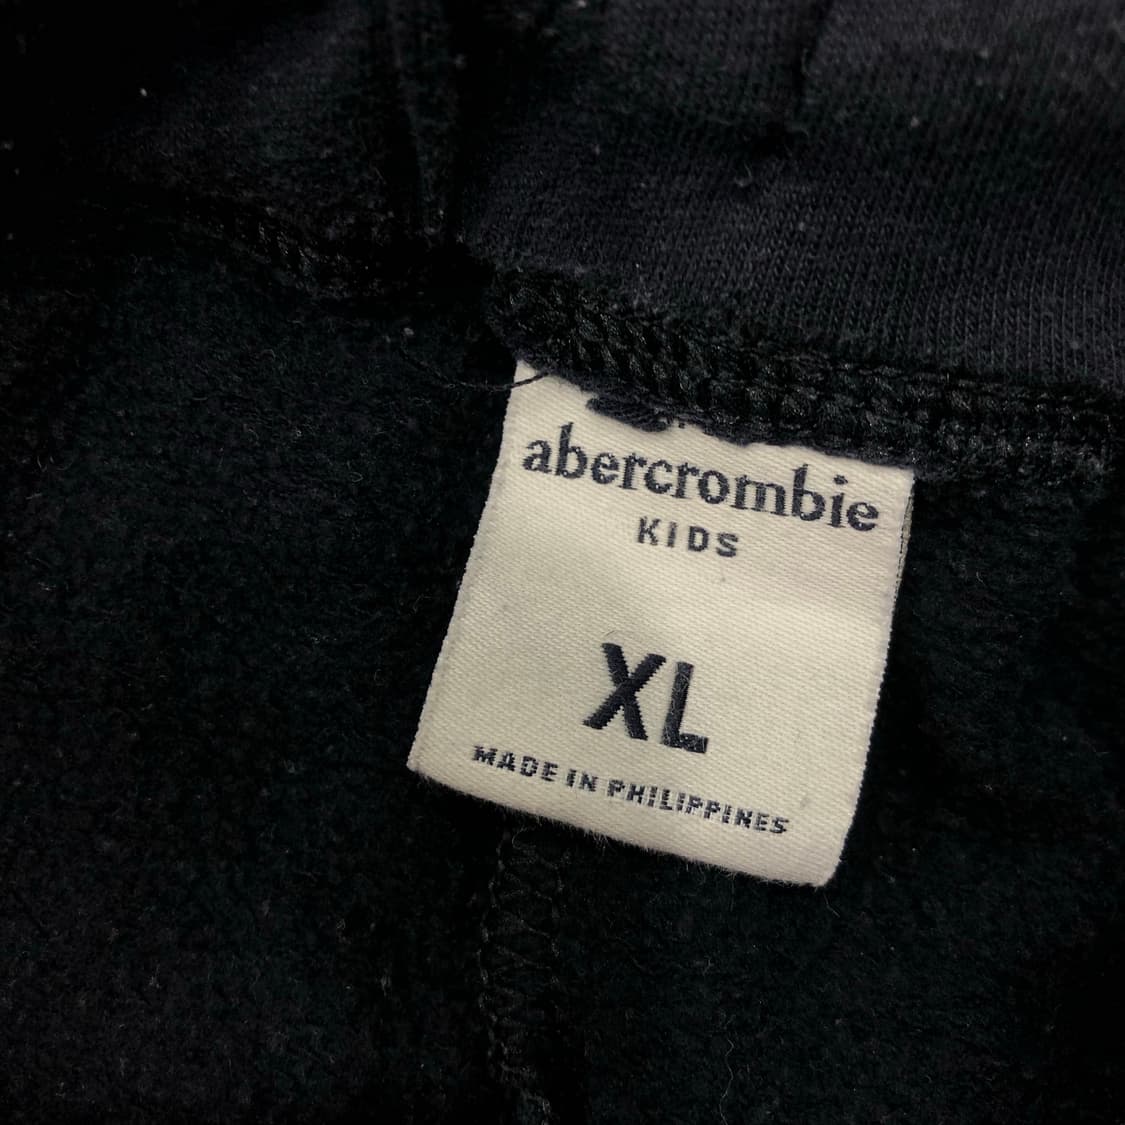 abercrombie
KIDS
XL
MADE IN PHILIPPINES